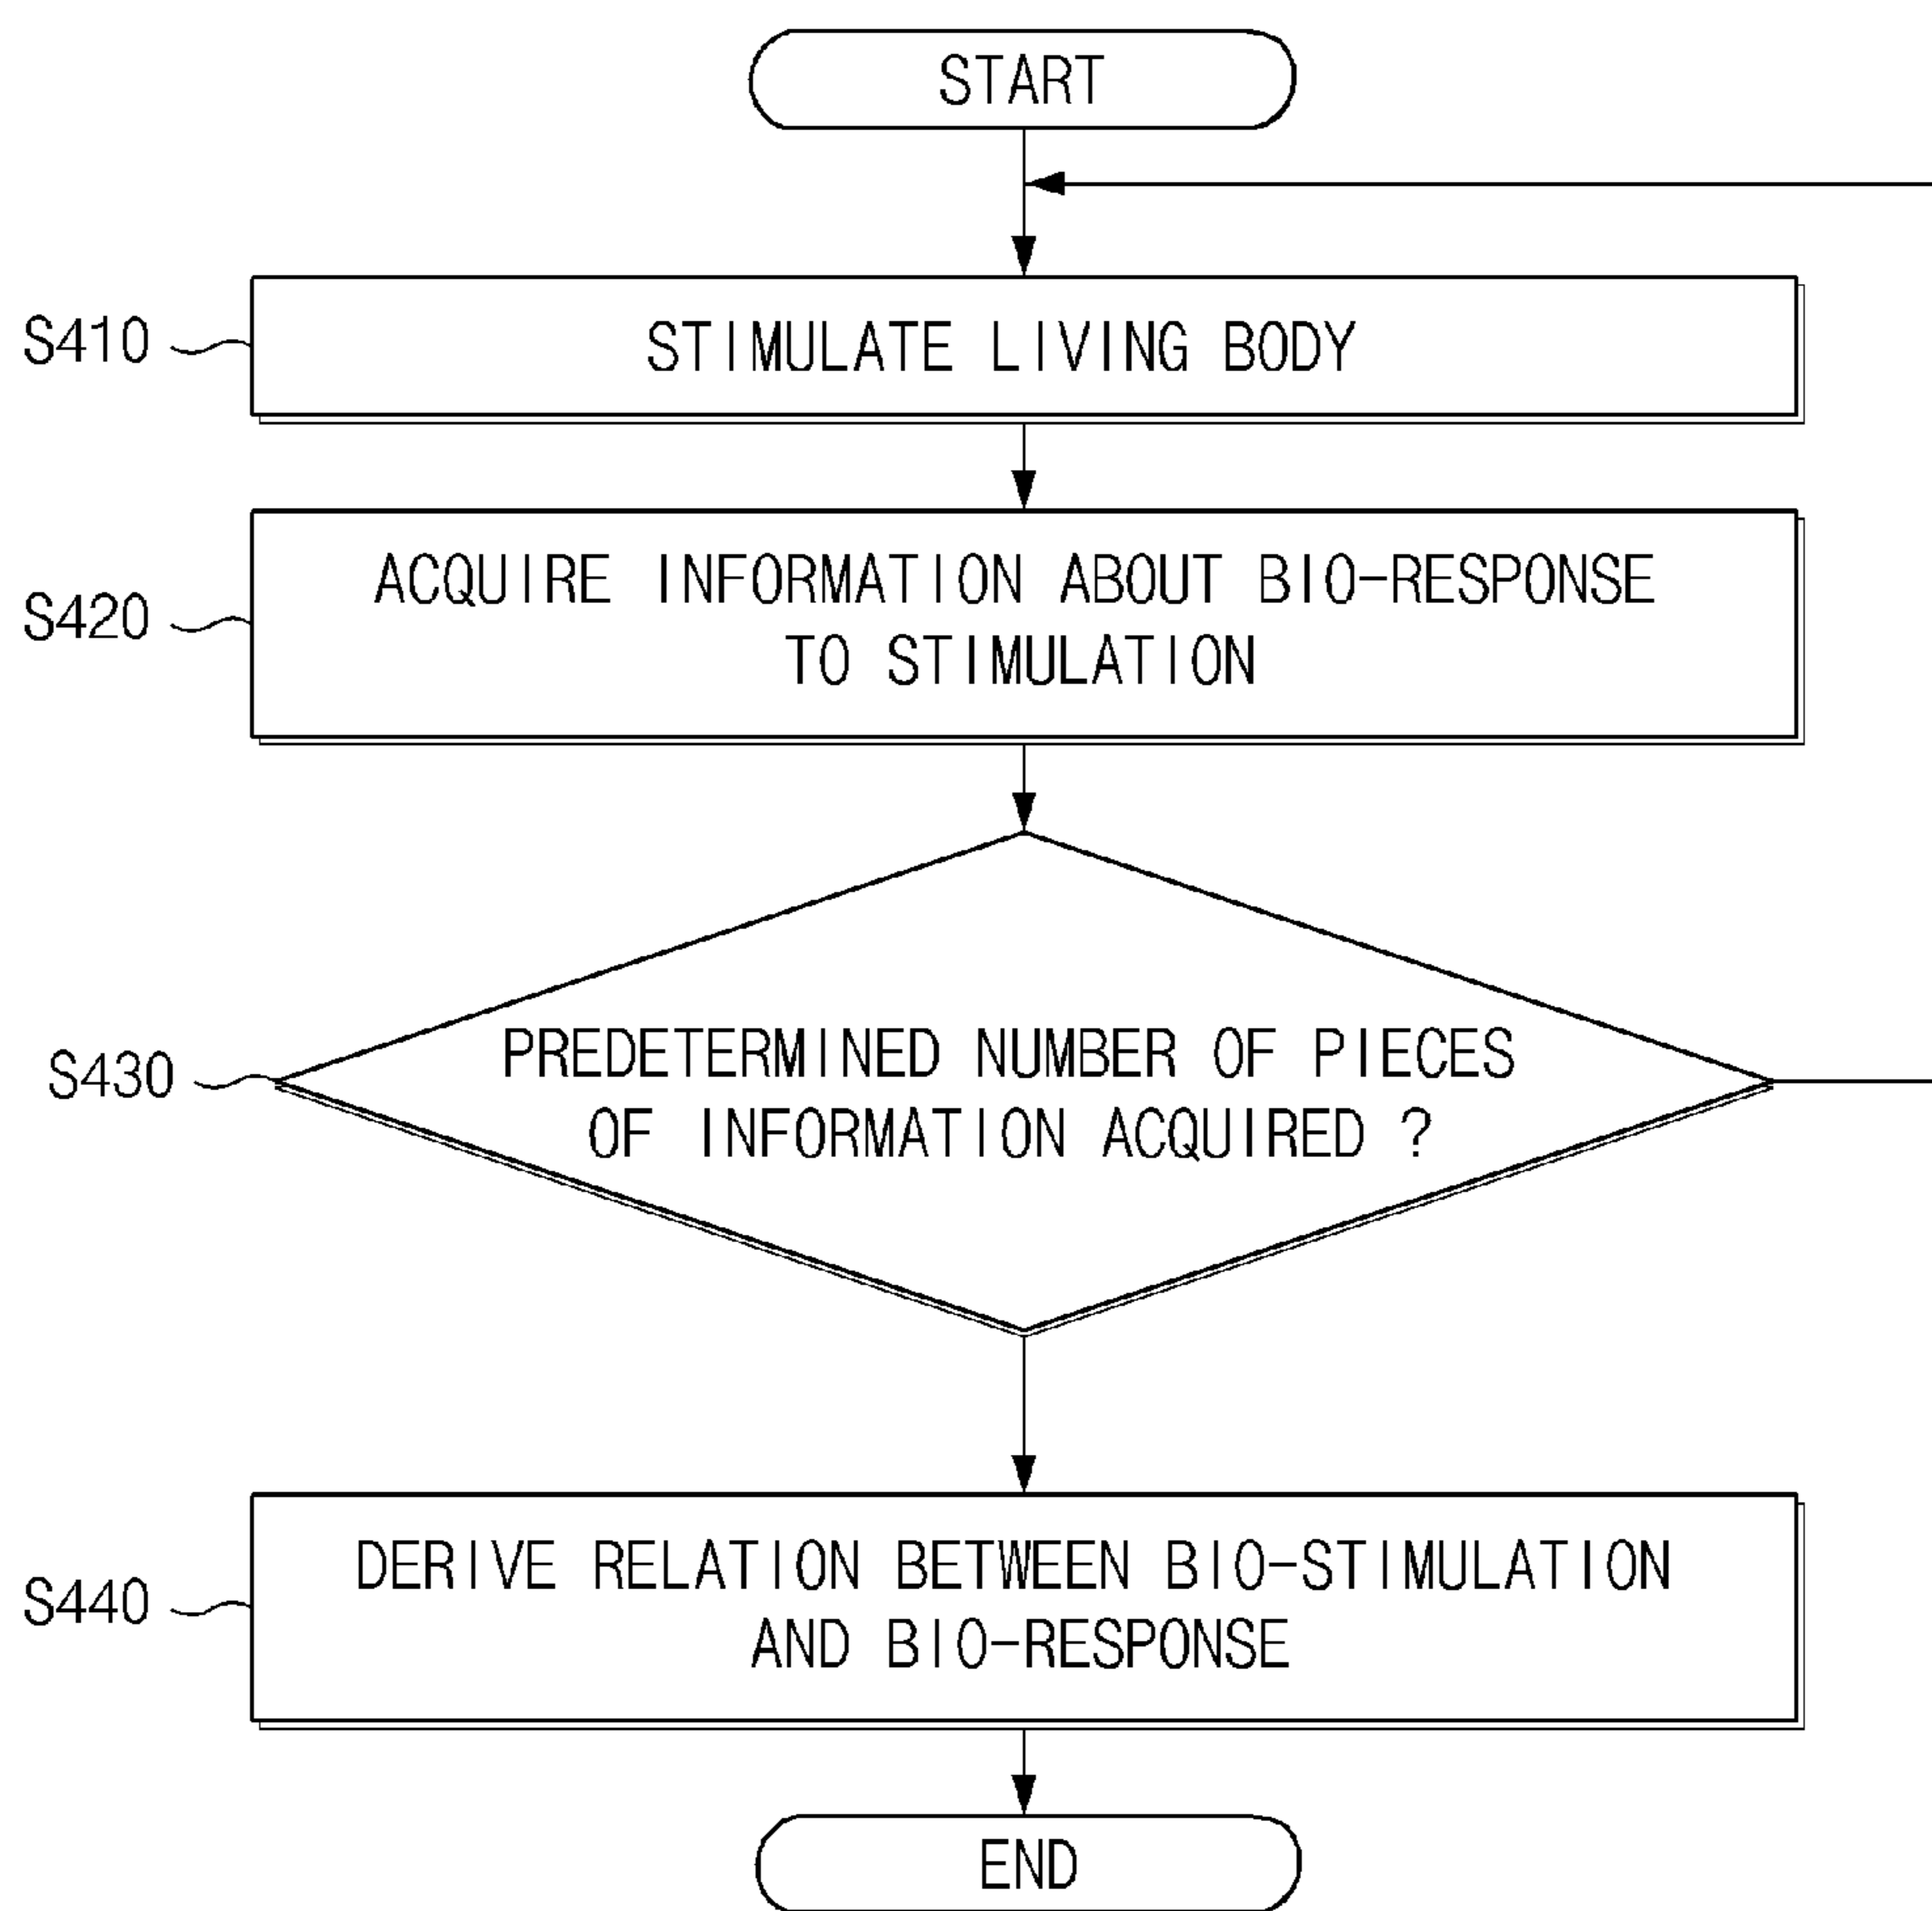 START
S410
STIMULATE LIVING BODY
S420
ACQUIRE INFORMATION ABOUT BIO-RESPONSE
TO STIMULATION
S430
PREDETERMINED NUMBER OF PIECES
OF INFORMATION ACQUIRED ?
S440
DERIVE RELATION BETWEEN BIO-STIMULATION
AND BIO-RESPONSE
END